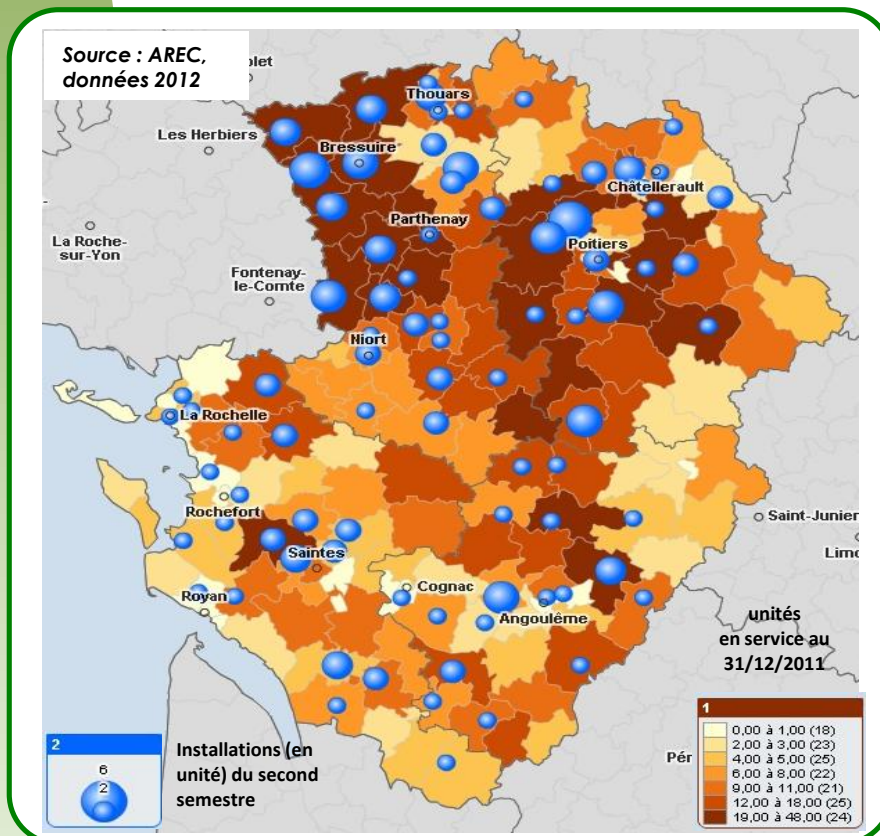 Source : AREC,
données 2012
olet
Thouars
Les Herbiers
Bressuire
Châtellerault
Parthenay
La Roche-
sur-Yon
Poitiers
Fontenay-
le-Comte
Niort
La Rochelle
Rochefort
Saint-Junier
Saintes
Limo
Cognac
Royan
Angoulême
unités
en service au
31/12/2011
2
6
2
Installations (en
unité) du second
semestre
Pér
1
0,00 à 1,00 (18)
2,00 à 3,00 (23)
4,00 à 5,00 (25)
6,00 à 8,00 (22)
9,00 à 11,00 (21)
12,00 à 18,00 (25)
19,00 à 48,00 (24)